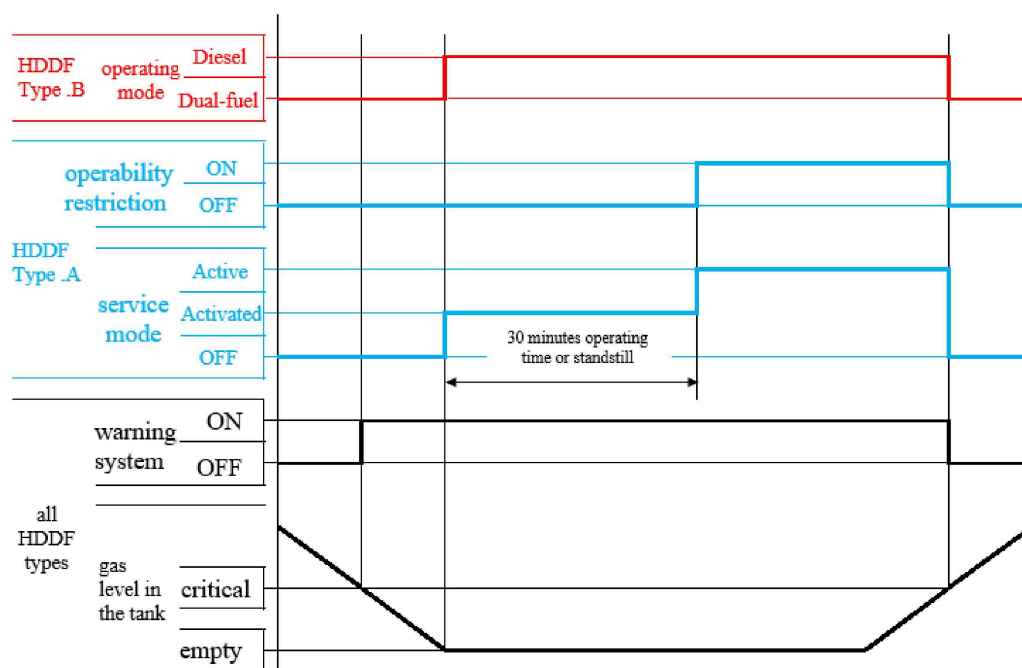 HDDF
Type .B
operating
mode
Diesel
Dual-fuel
operability
restriction
ON
OFF
HDDF
Type .A
service
mode
Active
Activated
OFF
30 minutes operating
time or standstill
warning
system
ON
OFF
all
HDDF
types
gas
level in
the tank
critical
empty